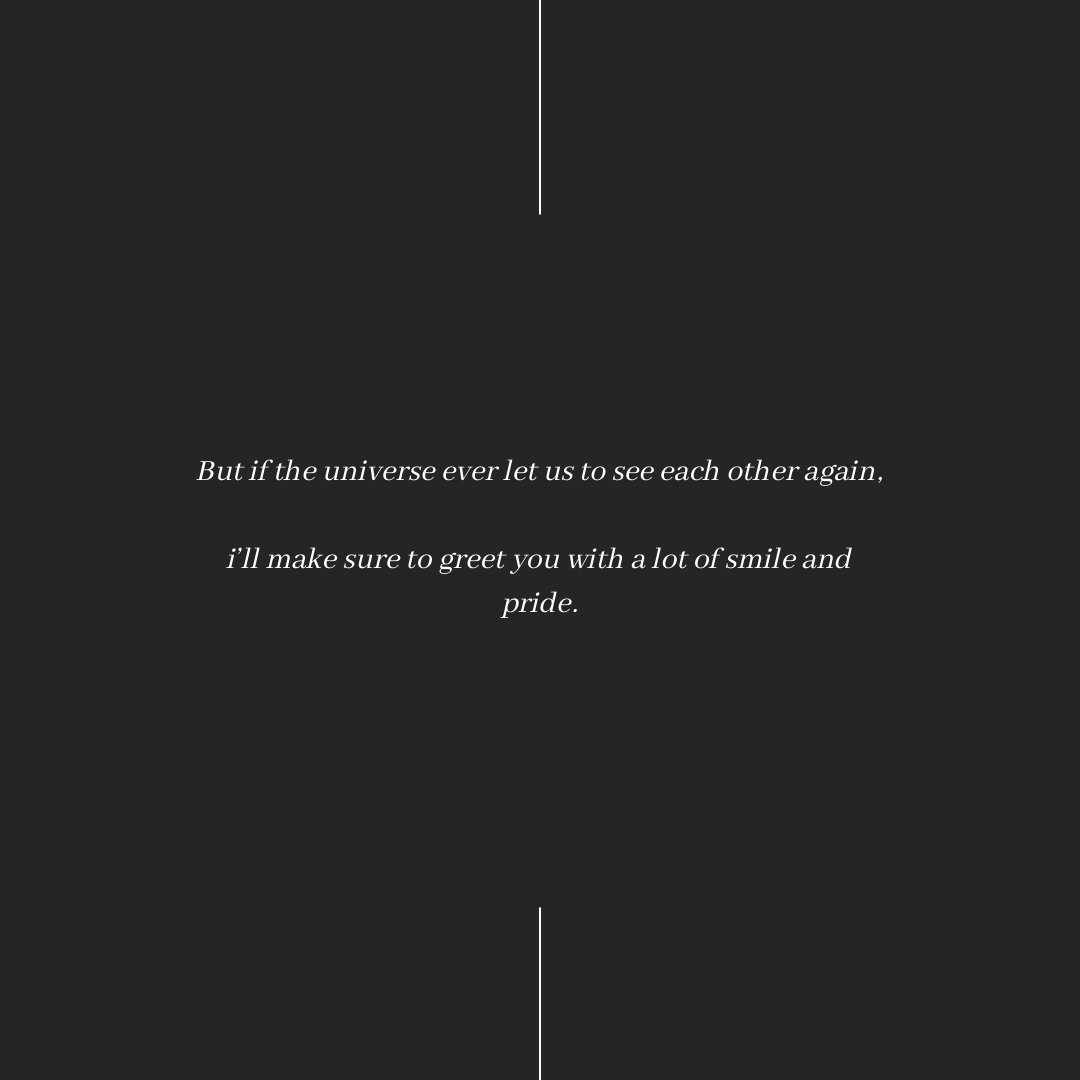 But if the universe ever let us to see each other again,
i’ll make sure to greet you with a lot of smile and
pride.